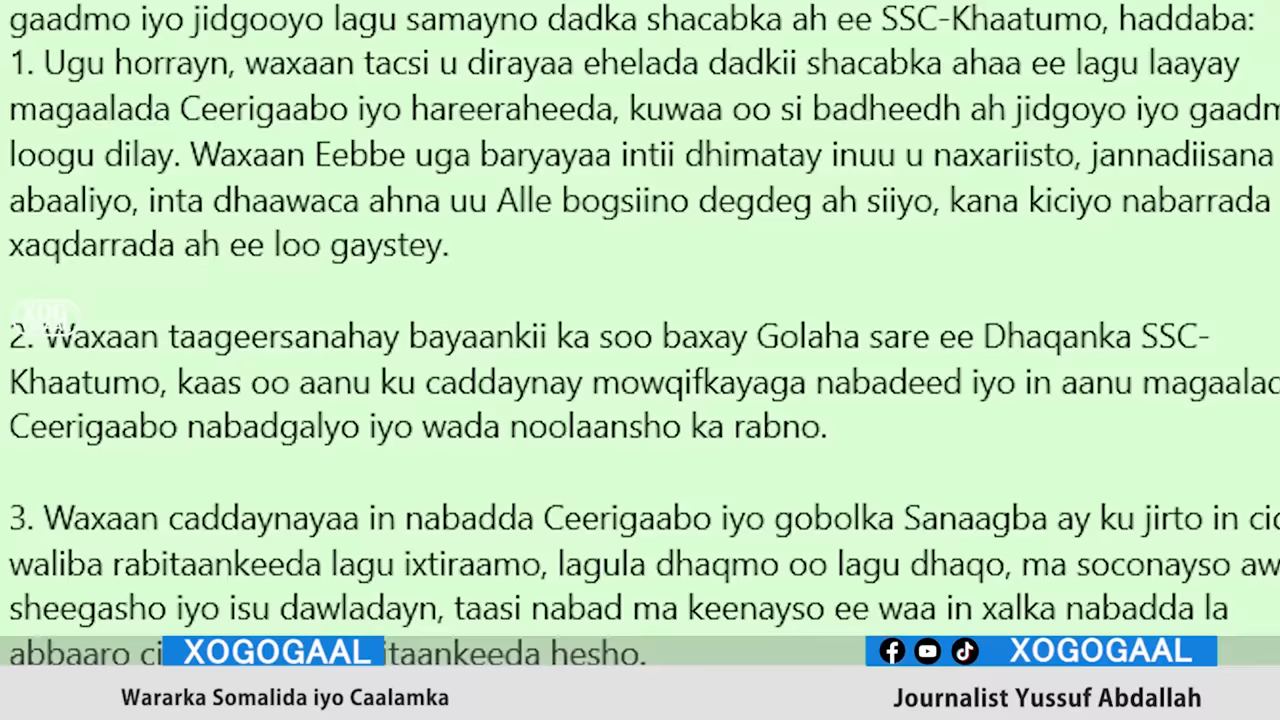 gaadmo iyo jidgooyo lagu samayno dadka shacabka ah ee SSC-Khaatumo, haddaba:
1. Ugu horrayn, waxaan tacsi u dirayaa ehelada dadkii shacabka ahaa ee lagu laayay
magaalada Ceerigaabo iyo hareeraheeda, kuwaa oo si badheedh ah jidgoyo iyo
loogu dilay. Waxaan Eebbe uga baryayaa intii dhimatay inuu u naxariisto, jannadiisana
abaaliyo, inta dhaawaca ahna uu Alle bogsiino degdeg ah siiyo, kana kiciyo nabarrada
xaqdarrada ah ee loo gaystey.
XOG
2. Waxaan taageersanahay bayaankii ka soo baxay Golaha sare ee Dhaqanka SSC-
Khaatumo, kaas oo aanu ku caddaynay mowqifkayaga nabadeed iyo in aanu
Ceerigaabo nabadgalyo iyo wada noolaansho ka rabno.
3. Waxaan caddaynayaa in nabadda Ceerigaabo iyo gobolka Sanaagba ay ku jirto in
waliba rabitaankeeda lagu ixtiraamo, lagula dhaqmo oo lagu dhaqo, ma soconayso
sheegasho iyo isu dawladayn, taasi nabad ma keenayso ee waa in xalka nabadda la
abbaaro hesho.
XOGOGAAL XOGOGAAL
Wararka Somalida iyo Caalamka Journalist Yussuf Abdallah